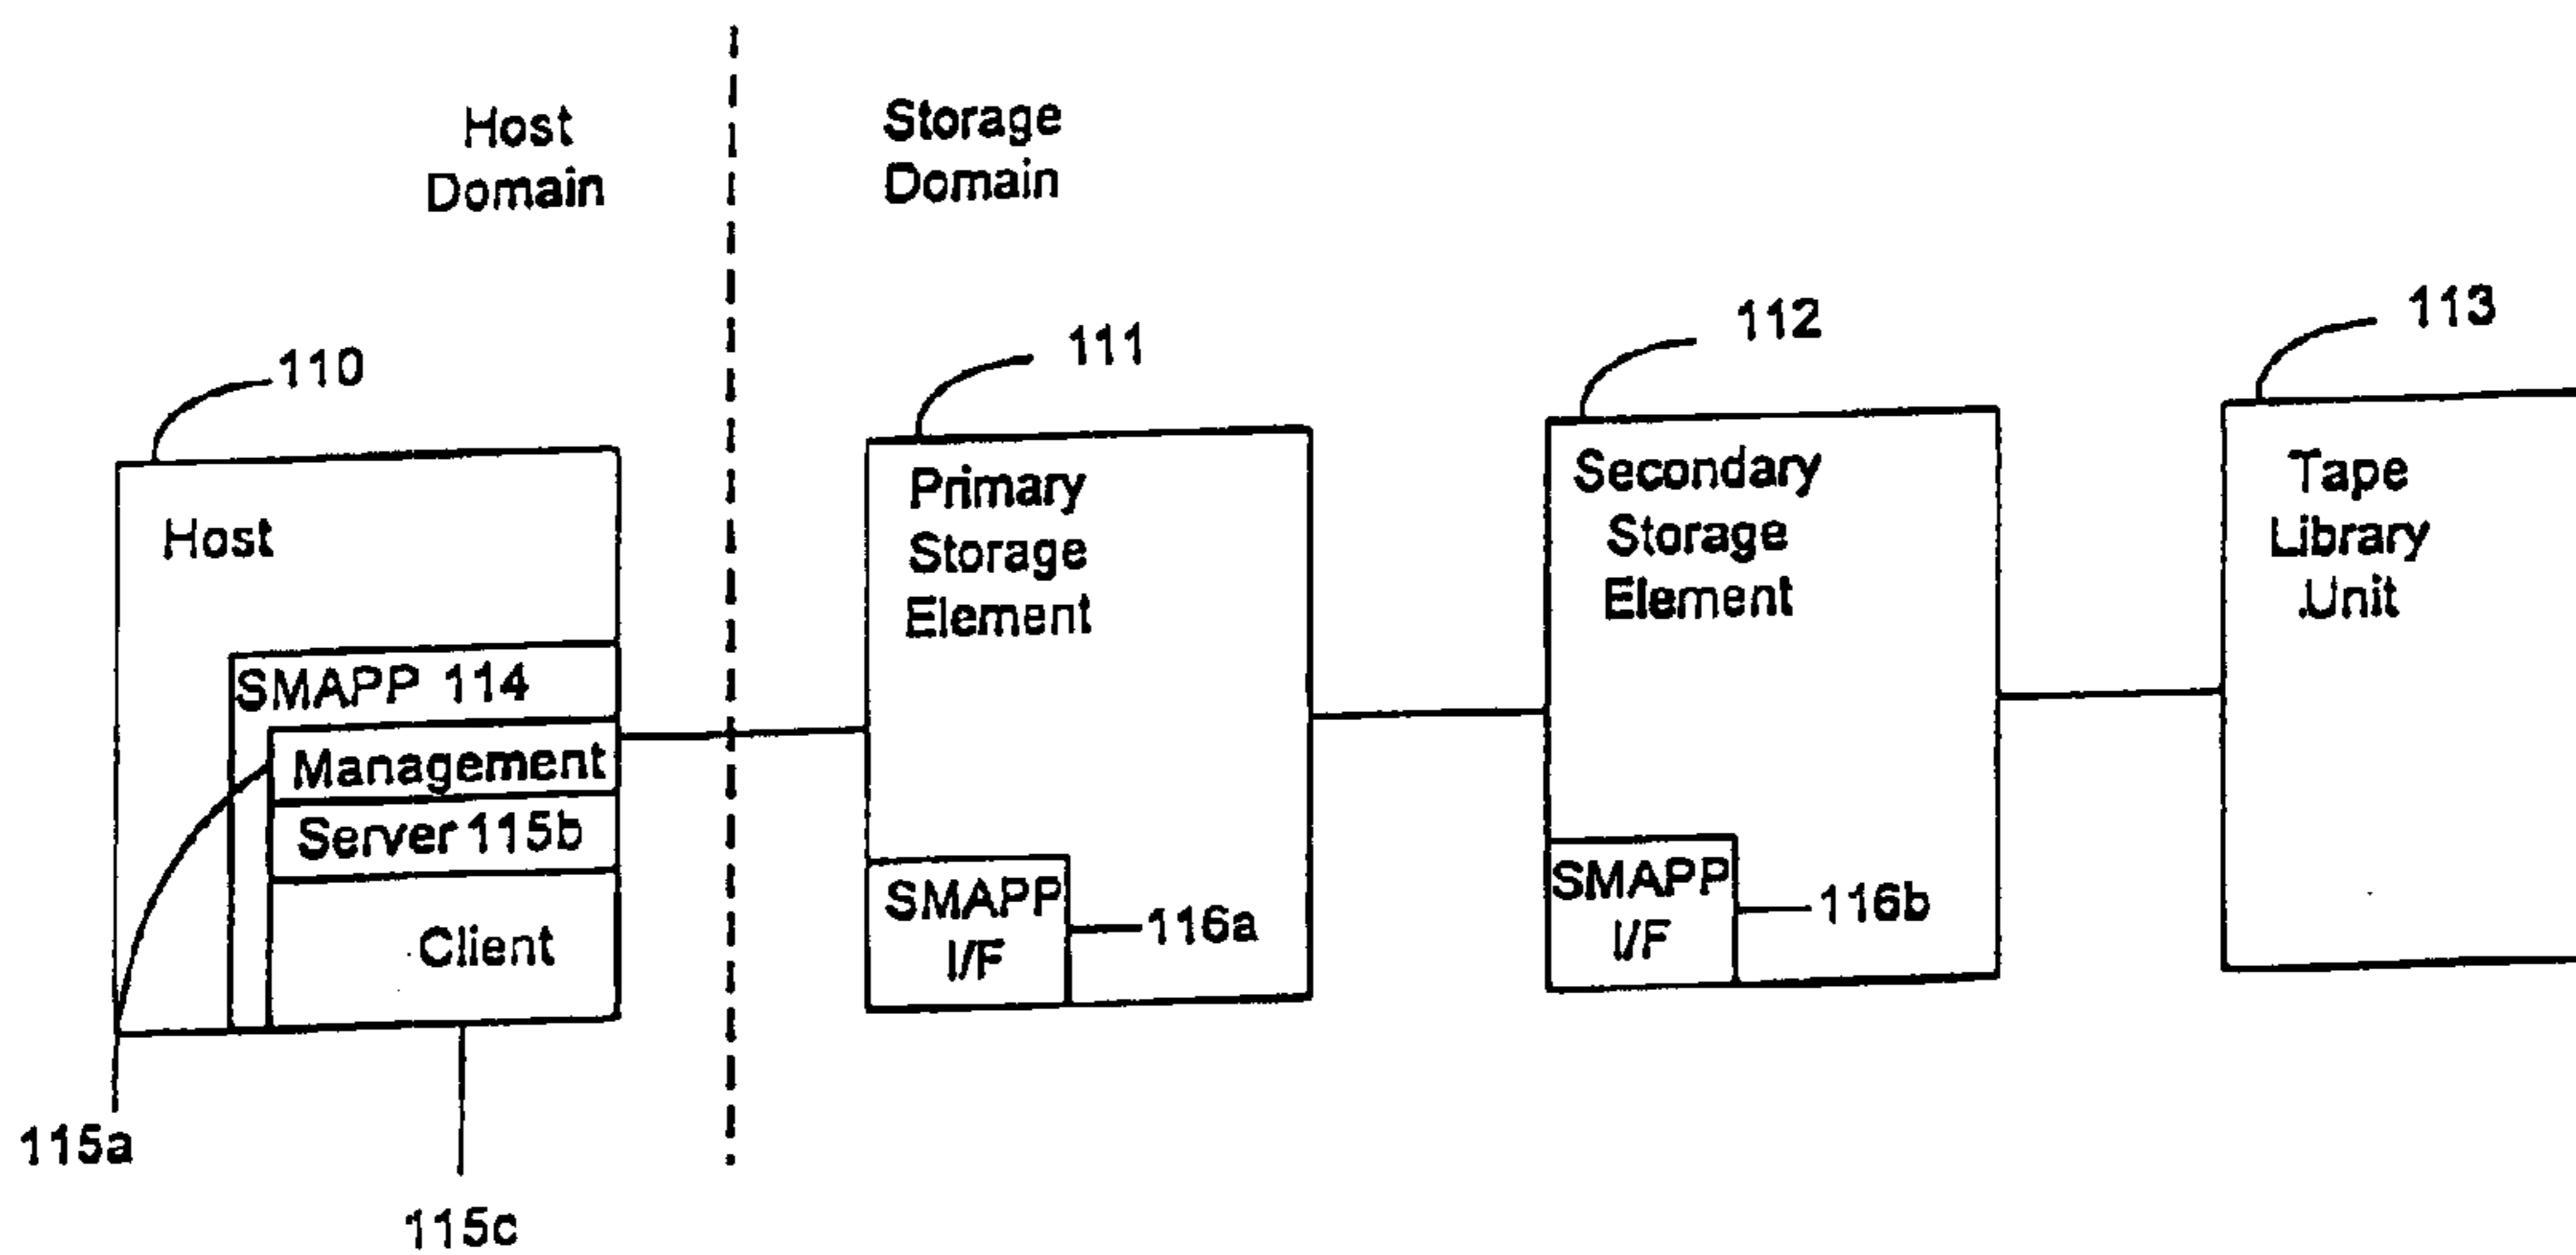 Host
Domain
Storage
Domain
110
111
112
113
Host
SMAPP 114
Management
Server 115b
Client
115a
115c
Primary
Storage
Element
SMAPP
I/F
116a
Secondary
Storage
Element
SMAPP
I/F
116b
Tape
Library
Unit